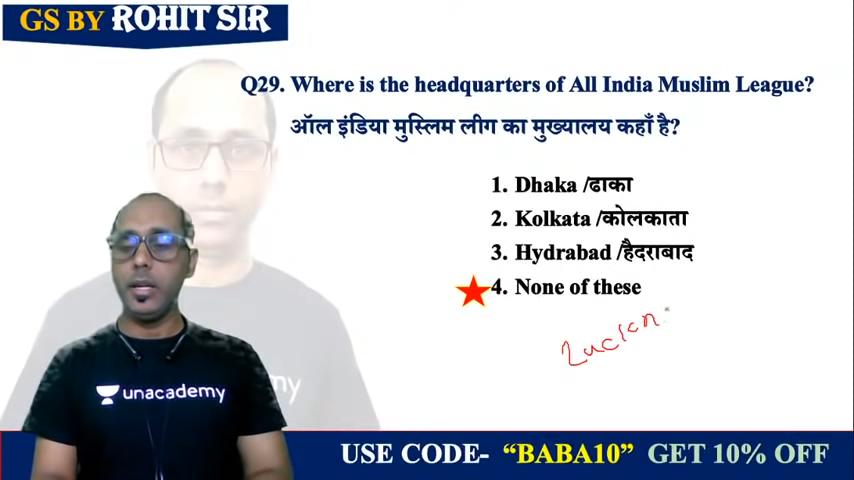 GS BY ROHIT SIR
Q29. Where is the headquarters of All India Muslim League?
ऑल इंडिया मुस्लिम लीग का मुख्यालय कहाँ है?
1. Dhaka /ढाका
2. Kolkata /कोलकाता
3. Hydrabad /हैदराबाद
4. None of these
unacademy
USE CODE- “BABA10” GET 10% OFF